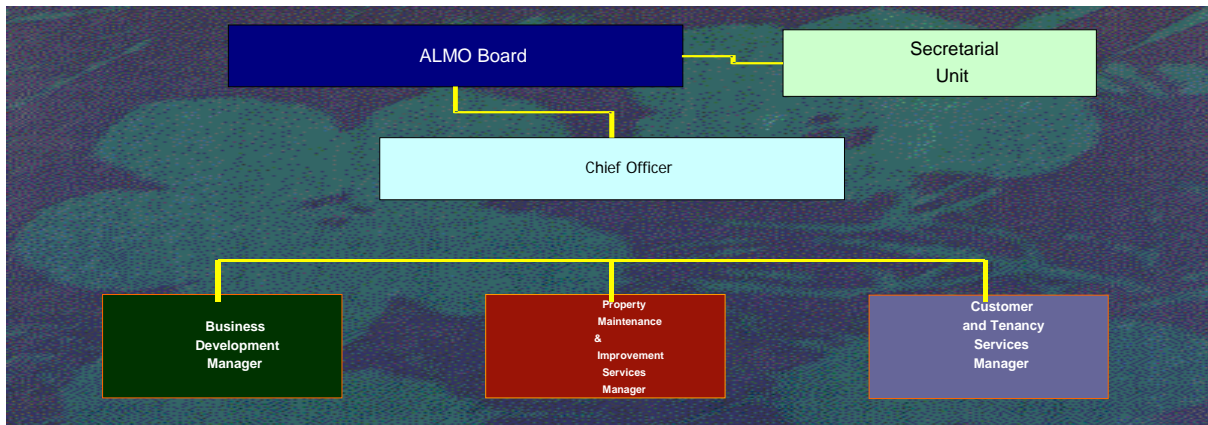 ALMO Board
Secretarial
Unit
Chief Officer
Business
Development
Manager
Property
Maintenance
&
Improvement
Services
Manager
Customer
and Tenancy
Services
Manager